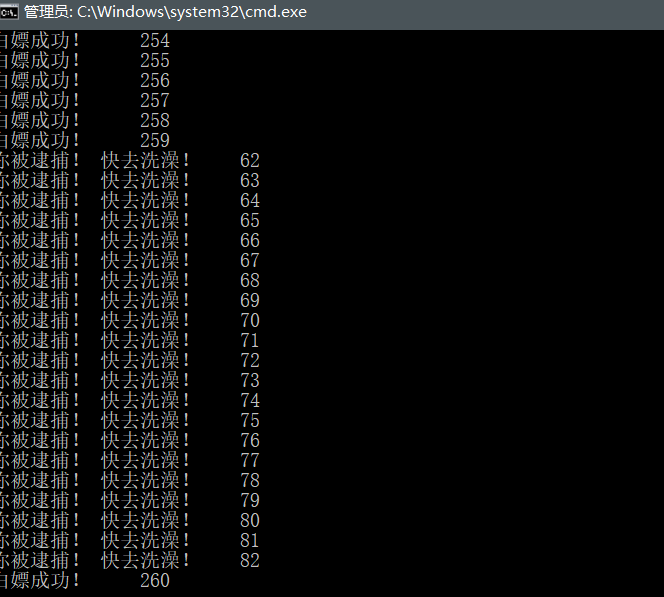 管理员: C:\Windows\system32\cmd.exe
白嫖成功！ 254
白嫖成功！ 255
白嫖成功！ 256
白嫖成功！ 257
白嫖成功！ 258
白嫖成功！ 259
你被逮捕！ 快去洗澡！ 62
你被逮捕！ 快去洗澡！ 63
你被逮捕！ 快去洗澡！ 64
你被逮捕！ 快去洗澡！ 65
你被逮捕！ 快去洗澡！ 66
你被逮捕！ 快去洗澡！ 67
你被逮捕！ 快去洗澡！ 68
你被逮捕！ 快去洗澡！ 69
你被逮捕！ 快去洗澡！ 70
你被逮捕！ 快去洗澡！ 71
你被逮捕！ 快去洗澡！ 72
你被逮捕！ 快去洗澡！ 73
你被逮捕！ 快去洗澡！ 74
你被逮捕！ 快去洗澡！ 75
你被逮捕！ 快去洗澡！ 76
你被逮捕！ 快去洗澡！ 77
你被逮捕！ 快去洗澡！ 78
你被逮捕！ 快去洗澡！ 79
你被逮捕！ 快去洗澡！ 80
你被逮捕！ 快去洗澡！ 81
你被逮捕！ 快去洗澡！ 82
白嫖成功！ 260